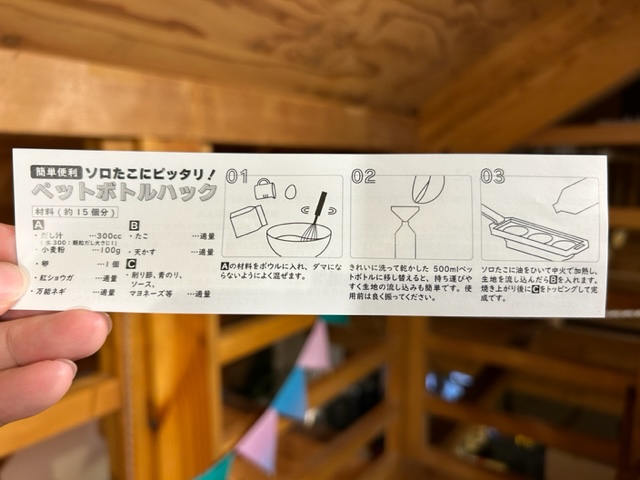 簡単便利 ソロたこにピッタリ！
ペットボトルハック
材料(約15個分)
A
・だし汁 …300cc
(水300：顆粒だし大さじ1)
・小麦粉 …100g
・卵 …1個
・紅ショウガ …適量
・万能ネギ …適量
B
・たこ …適量
・天かす …適量
C
・削り節、青のり、
ソース、
マヨネーズ等 …適量
01
Aの材料をボウルに入れ、ダマにな
らないようによく混ぜます。
02
きれいに洗って乾かした 500mlペッ
トボトルに移し替えると、持ち運びや
すく生地の流し込みも簡単です。使
用前は良く振ってください。
03
ソロたこに油をひいて中火で加熱し、
生地を流し込んだらBを入れます。
焼き上がり後にCをトッピングして完
成です。